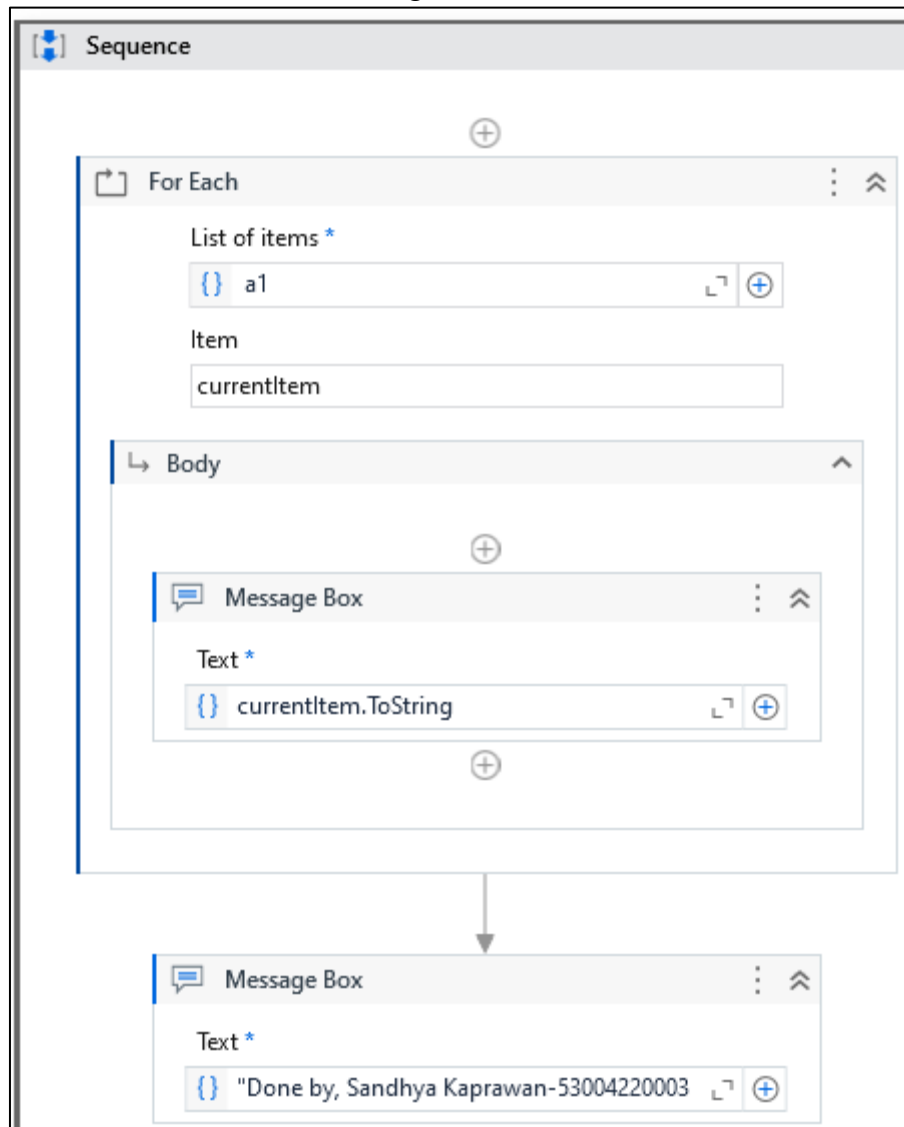 Sequence
For Each
List of items *
{} a1
Item
currentItem
Body
Message Box
Text *
{} currentItem.ToString
Message Box
Text *
{} "Done by, Sandhya Kaprawan-53004220003